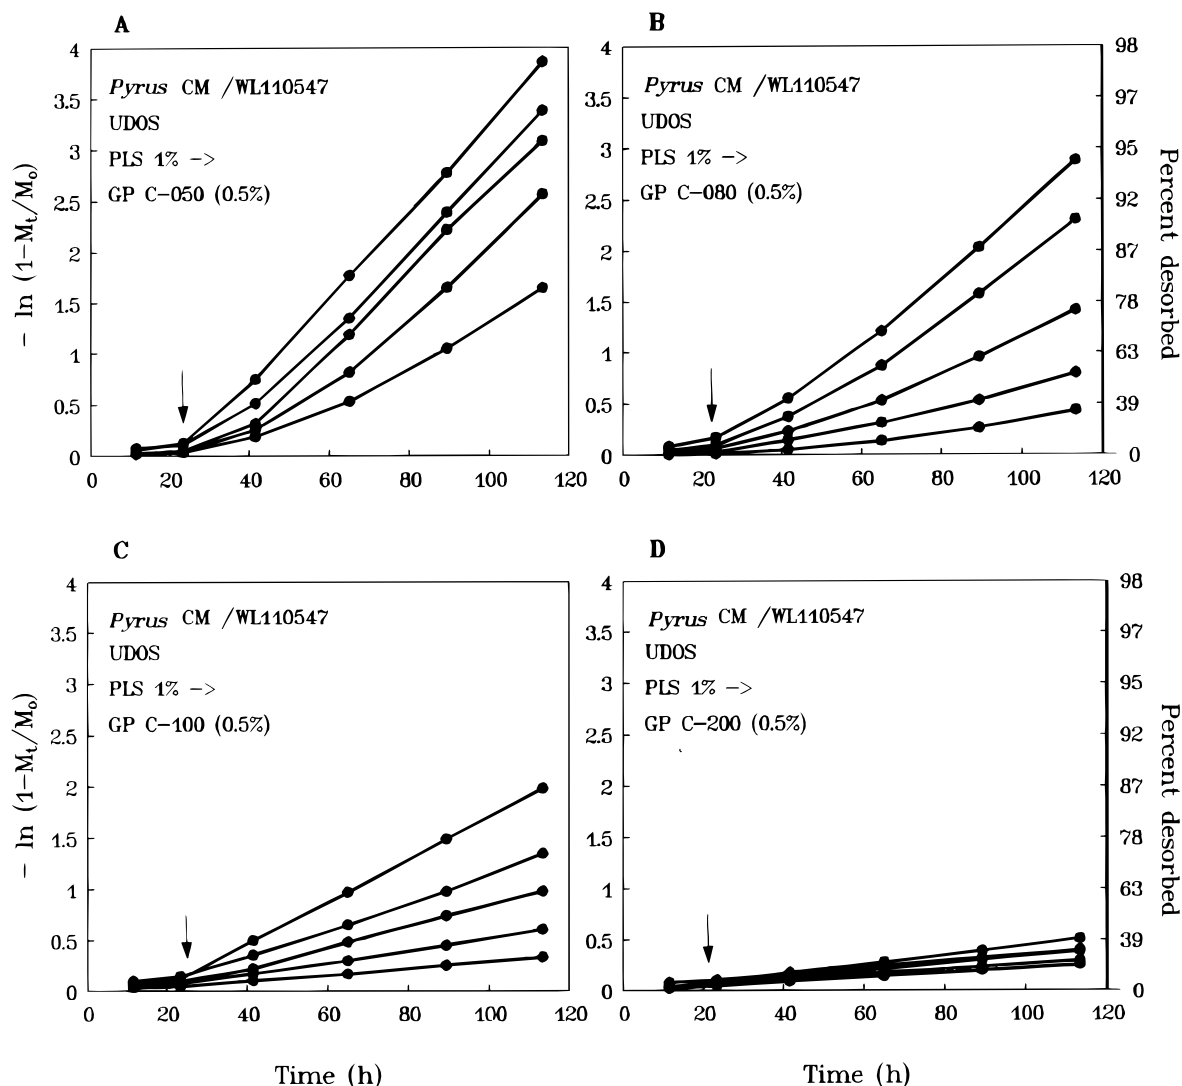 A
4
3.5
3
2.5
2
1.5
1
0.5
0
Pyrus CM /WL110547
UDOS
PLS 1% ->
GP C-050 (0.5%)
0 20 40 60 80 100 120
- ln (1-Mt/Mo)
B
4
3.5
3
2.5
2
1.5
1
0.5
0
Pyrus CM /WL110547
UDOS
PLS 1% ->
GP C-080 (0.5%)
98
97
95
92
87
78
63
39
0
0 20 40 60 80 100 120
Percent desorbed
C
4
3.5
3
2.5
2
1.5
1
0.5
0
Pyrus CM /WL110547
UDOS
PLS 1% ->
GP C-100 (0.5%)
0 20 40 60 80 100 120
- ln (1-Mt/Mo)
Time (h)
D
4
3.5
3
2.5
2
1.5
1
0.5
0
Pyrus CM /WL110547
UDOS
PLS 1% ->
GP C-200 (0.5%)
98
97
95
92
87
78
63
39
0
0 20 40 60 80 100 120
Percent desorbed
Time (h)